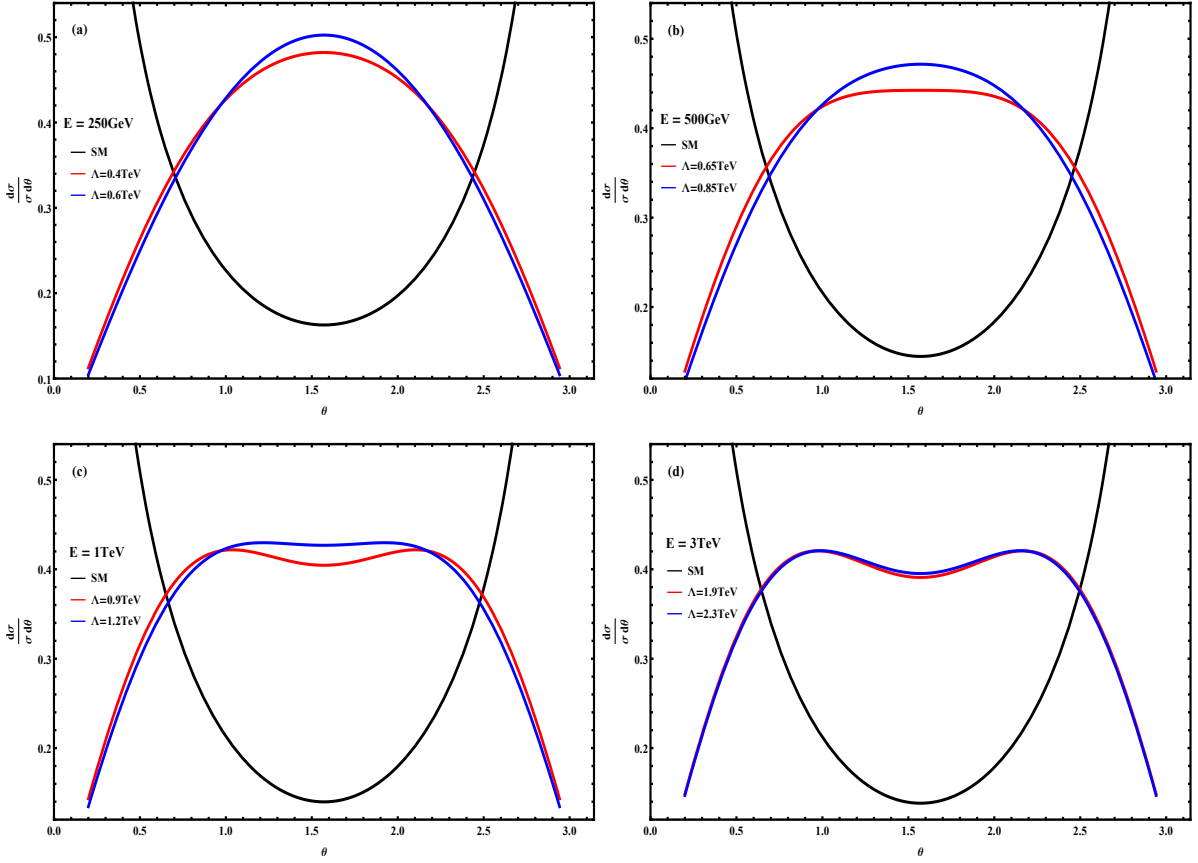 (a)
E = 250GeV
SM
Λ=0.4TeV
Λ=0.6TeV
dσ
σ dθ
0.5
0.4
0.3
0.2
0.1
0.0 0.5 1.0 1.5 2.0 2.5 3.0
θ
(b)
E = 500GeV
SM
Λ=0.65TeV
Λ=0.85TeV
dσ
σ dθ
0.5
0.4
0.3
0.2
0.0 0.5 1.0 1.5 2.0 2.5 3.0
θ
(c)
E = 1TeV
SM
Λ=0.9TeV
Λ=1.2TeV
dσ
σ dθ
0.5
0.4
0.3
0.2
0.0 0.5 1.0 1.5 2.0 2.5 3.0
θ
(d)
E = 3TeV
SM
Λ=1.9TeV
Λ=2.3TeV
dσ
σ dθ
0.5
0.4
0.3
0.2
0.0 0.5 1.0 1.5 2.0 2.5 3.0
θ